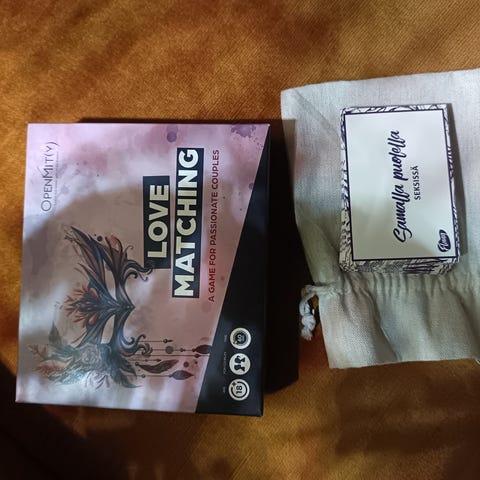 OPENMIT(Y)
LOVE
MATCHING
A GAME FOR PASSIONATE COUPLES
18
Samalla puolella
SEKSISSÄ